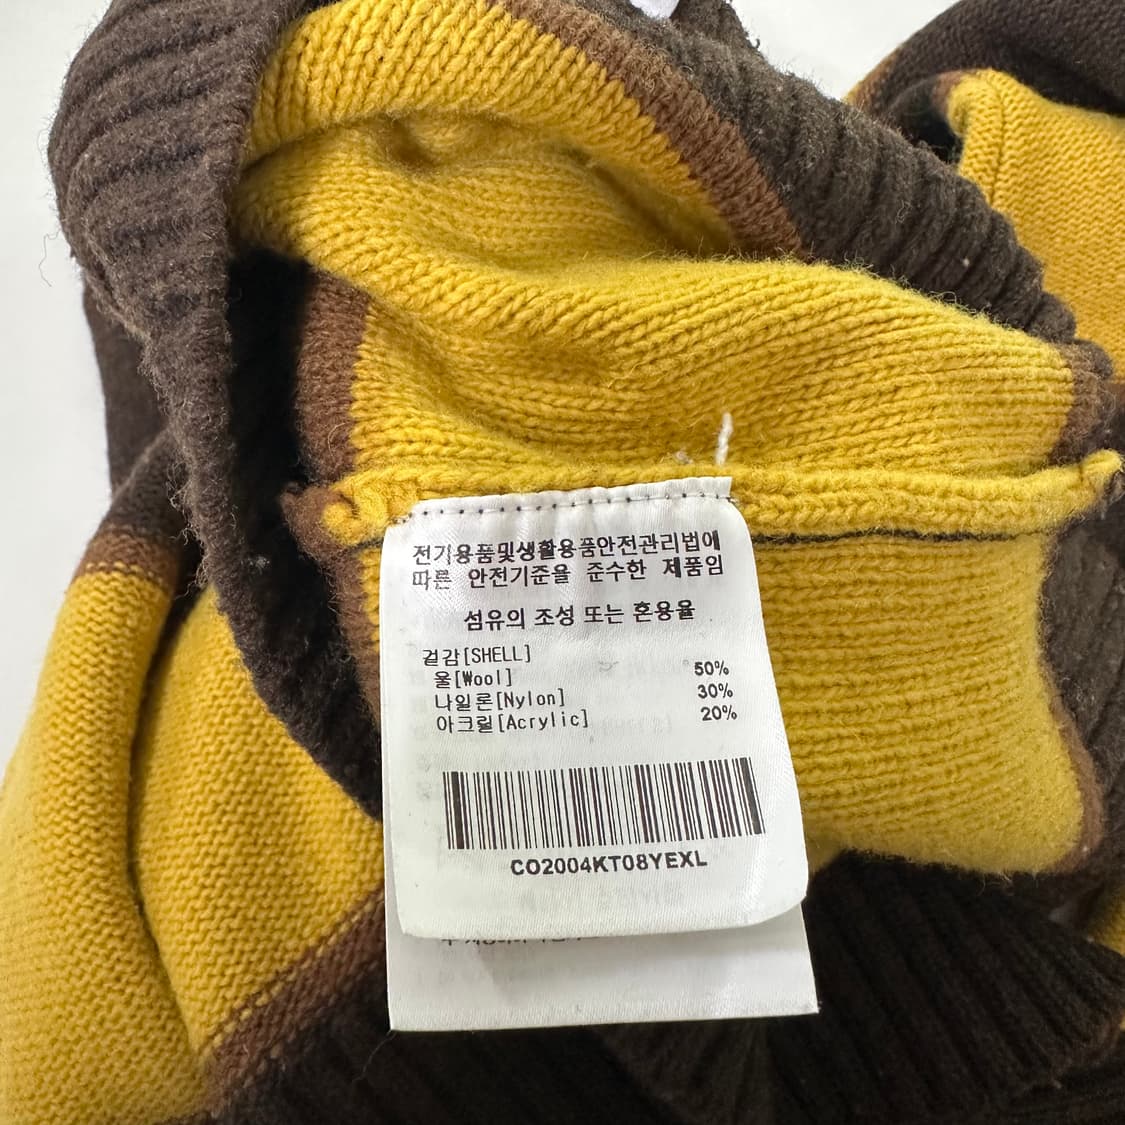 전기용품및생활용품안전관리법에
따른 안전기준을 준수한 제품임
섬유의 조성 또는 혼용율
겉감[SHELL]
울[Wool] 50%
나일론[Nylon] 30%
아크릴[Acrylic] 20%
CO2004KT08YEXL